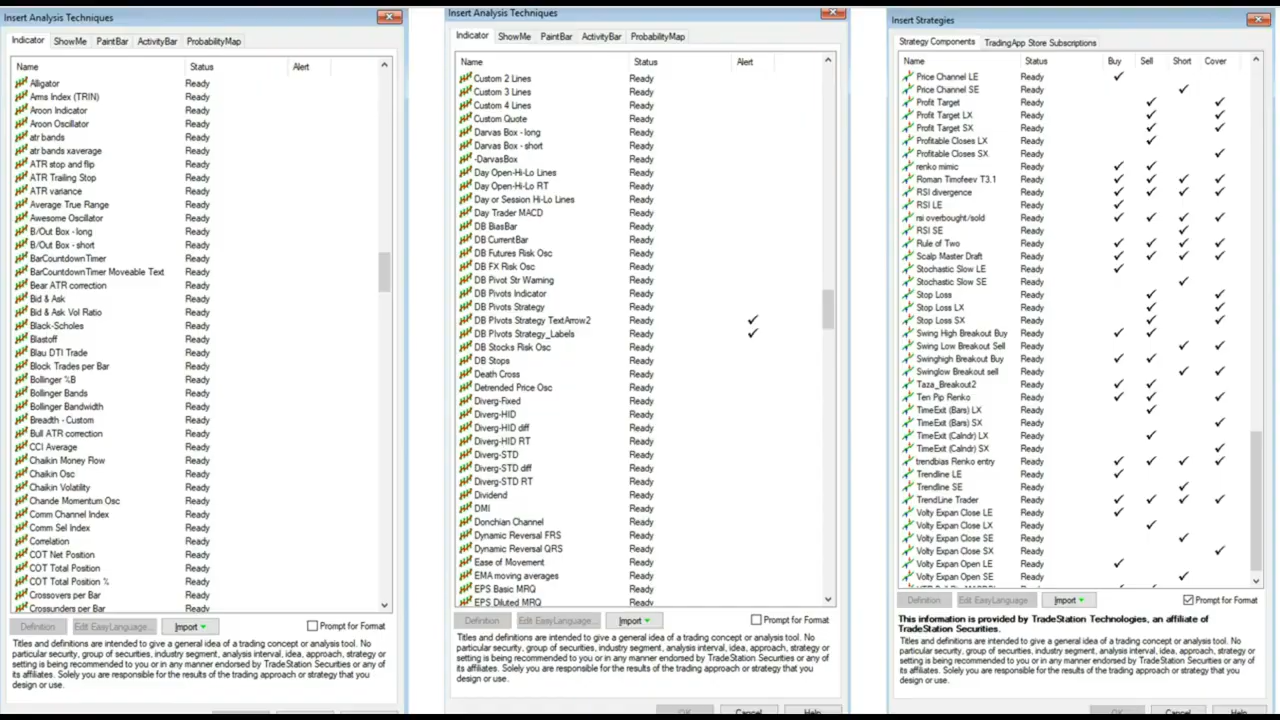 Insert Analysis Techniques
Indicator ShowMe PaintBar ActivityBar ProbabilityMap
Name Status Alert
Alligator Ready
Arms Index (TRIN) Ready
Aroon Indicator Ready
Aroon Oscillator Ready
atr bands Ready
atr bands xaverage Ready
ATR stop and flip Ready
ATR Trailing Stop Ready
ATR variance Ready
Average True Range Ready
Awesome Oscillator Ready
B/Out Box - long Ready
B/Out Box - short Ready
BarCountdownTimer Ready
BarCountdownTimer Moveable Text Ready
Bear ATR correction Ready
Bid & Ask Ready
Bid & Ask Vol Ratio Ready
Black-Scholes Ready
Blastoff Ready
Blau DTI Trade Ready
Block Trades per Bar Ready
Bollinger %B Ready
Bollinger Bands Ready
Bollinger Bandwidth Ready
Breadth - Custom Ready
Bull ATR correction Ready
CCI Average Ready
Chaikin Money Flow Ready
Chaikin Osc Ready
Chaikin Volatility Ready
Chande Momentum Osc Ready
Comm Channel Index Ready
Comm Sel Index Ready
Correlation Ready
COT Net Position Ready
COT Total Position Ready
COT Total Position % Ready
Crossovers per Bar Ready
Crossunders per Bar Ready
Definition Edit EasyLanguage... Import Prompt for Format
Titles and definitions are intended to give a general idea of a trading concept or analysis tool. No
particular security, group of securities, industry segment, analysis interval, idea, approach, strategy or
setting is being recommended to you or in any manner endorsed by TradeStation Securities or any of
its affiliates. Solely you are responsible for the results of the trading approach or strategy that you
design or use.
Insert Analysis Techniques
Indicator ShowMe PaintBar ActivityBar ProbabilityMap
Name Status Alert
Custom 2 Lines Ready
Custom 3 Lines Ready
Custom 4 Lines Ready
Custom Quote Ready
Darvas Box - long Ready
Darvas Box - short Ready
-DarvasBox Ready
Day Open-Hi-Lo Lines Ready
Day Open-Hi-Lo RT Ready
Day or Session Hi-Lo Lines Ready
Day Trader MACD Ready
DB BiasBar Ready
DB CurrentBar Ready
DB Futures Risk Osc Ready
DB FX Risk Osc Ready
DB Pivot Str Warning Ready
DB Pivots Indicator Ready
DB Pivots Strategy Ready
DB PIvots Strategy TextArrow2 Ready ✓
DB PIvots Strategy_Labels Ready ✓
DB Stocks Risk Osc Ready
DB Stops Ready
Death Cross Ready
Detrended Price Osc Ready
Diverg-Fixed Ready
Diverg-HID Ready
Diverg-HID diff Ready
Diverg-HID RT Ready
Diverg-STD Ready
Diverg-STD diff Ready
Diverg-STD RT Ready
Dividend Ready
DMI Ready
Donchian Channel Ready
Dynamic Reversal FRS Ready
Dynamic Reversal QRS Ready
Ease of Movement Ready
EMA moving averages Ready
EPS Basic MRQ Ready
EPS Diluted MRQ Ready
Definition Edit EasyLanguage... Import Prompt for Format
Titles and definitions are intended to give a general idea of a trading concept or analysis tool. No
particular security, group of securities, industry segment, analysis interval, idea, approach, strategy or
setting is being recommended to you or in any manner endorsed by TradeStation Securities or any of
its affiliates. Solely you are responsible for the results of the trading approach or strategy that you
design or use.
OK Cancel Help
Insert Strategies
Strategy Components TradingApp Store Subscriptions
Name Status Buy Sell Short Cover
Price Channel LE Ready ✓
Price Channel SE Ready ✓
Profit Target Ready ✓ ✓
Profit Target LX Ready ✓ ✓
Profit Target SX Ready ✓ ✓
Profitable Closes LX Ready ✓
Profitable Closes SX Ready ✓
renko mimic Ready ✓ ✓
Roman Timofeev T3.1 Ready ✓ ✓ ✓ ✓
RSI divergence Ready ✓ ✓ ✓ ✓
RSI LE Ready ✓
rsi overbought/sold Ready ✓ ✓ ✓ ✓
RSI SE Ready ✓
Rule of Two Ready ✓ ✓ ✓ ✓
Scalp Master Draft Ready ✓ ✓ ✓ ✓
Stochastic Slow LE Ready ✓
Stochastic Slow SE Ready ✓
Stop Loss Ready ✓ ✓
Stop Loss LX Ready ✓ ✓
Stop Loss SX Ready ✓ ✓
Swing High Breakout Buy Ready ✓ ✓
Swing Low Breakout Sell Ready ✓ ✓
Swinghigh Breakout Buy Ready ✓ ✓
Swinglow Breakout sell Ready ✓ ✓
Taza_Breakout2 Ready ✓ ✓
Ten Pip Renko Ready ✓ ✓ ✓ ✓
TimeExit (Bars) LX Ready ✓
TimeExit (Bars) SX Ready ✓
TimeExit (Calndr) LX Ready ✓
TimeExit (Calndr) SX Ready ✓
trendbias Renko entry Ready ✓ ✓ ✓ ✓
Trendline LE Ready ✓
Trendline SE Ready ✓
TrendLine Trader Ready ✓ ✓ ✓ ✓
Volty Expan Close LE Ready ✓
Volty Expan Close LX Ready ✓
Volty Expan Close SE Ready ✓
Volty Expan Close SX Ready ✓
Volty Expan Open LE Ready ✓
Volty Expan Open SE Ready ✓
Definition Edit EasyLanguage Import ✓ Prompt for Format
This information is provided by TradeStation Technologies, an affiliate of
TradeStation Securities.
Titles and definitions are intended to give a general idea of a trading concept or analysis tool. No
particular security, group of securities, industry segment, analysis interval, idea, approach, strategy or
setting is being recommended to you or in any manner endorsed by TradeStation Securities or any of
its affiliates. Solely you are responsible for the results of the trading approach or strategy that you
design or use.
OK Cancel Help